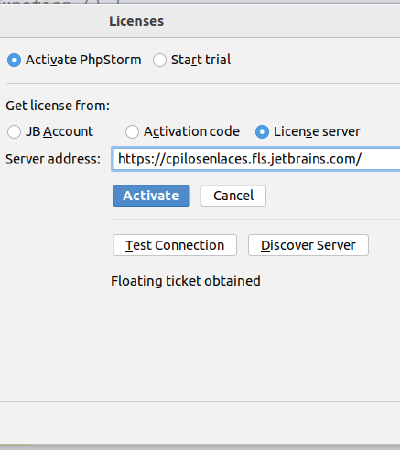 Licenses
Activate PhpStorm Start trial
Get license from:
JB Account Activation code License server
Server address: https://cpilosenlaces.fls.jetbrains.com/
Activate Cancel
Test Connection Discover Server
Floating ticket obtained